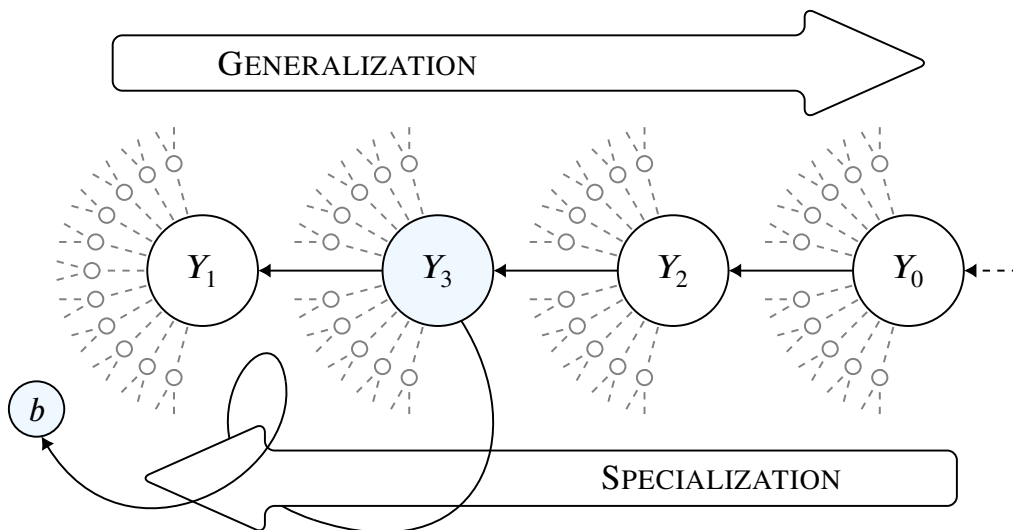 GENERALIZATION
Y₁ Y₃ Y₂ Y₀
b
SPECIALIZATION